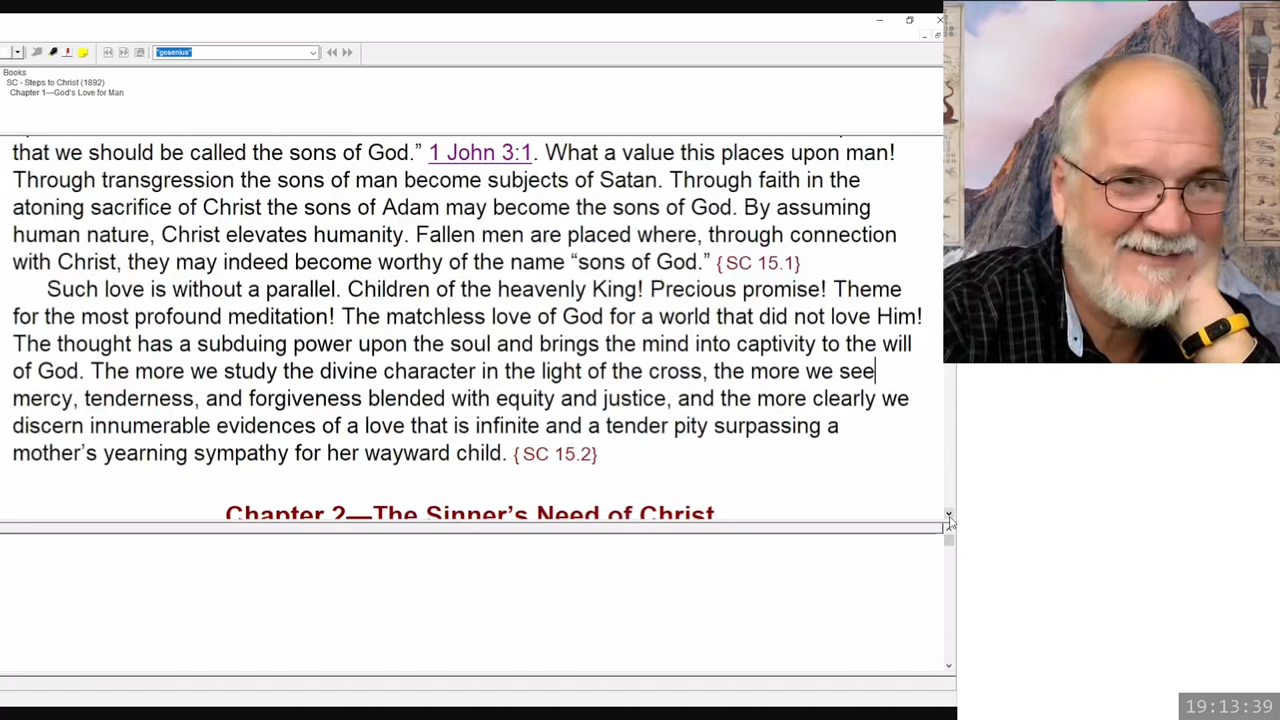 "gesenius"
Books
SC - Steps to Christ (1892)
Chapter 1—God's Love for Man
that we should be called the sons of God.” 1 John 3:1. What a value this places upon man!
Through transgression the sons of man become subjects of Satan. Through faith in the
atoning sacrifice of Christ the sons of Adam may become the sons of God. By assuming
human nature, Christ elevates humanity. Fallen men are placed where, through connection
with Christ, they may indeed become worthy of the name “sons of God.” {SC 15.1}
Such love is without a parallel. Children of the heavenly King! Precious promise! Theme
for the most profound meditation! The matchless love of God for a world that did not love Him!
The thought has a subduing power upon the soul and brings the mind into captivity to the will
of God. The more we study the divine character in the light of the cross, the more we see
mercy, tenderness, and forgiveness blended with equity and justice, and the more clearly we
discern innumerable evidences of a love that is infinite and a tender pity surpassing a
mother’s yearning sympathy for her wayward child. {SC 15.2}
Chapter 2—The Sinner’s Need of Christ
19:13:39